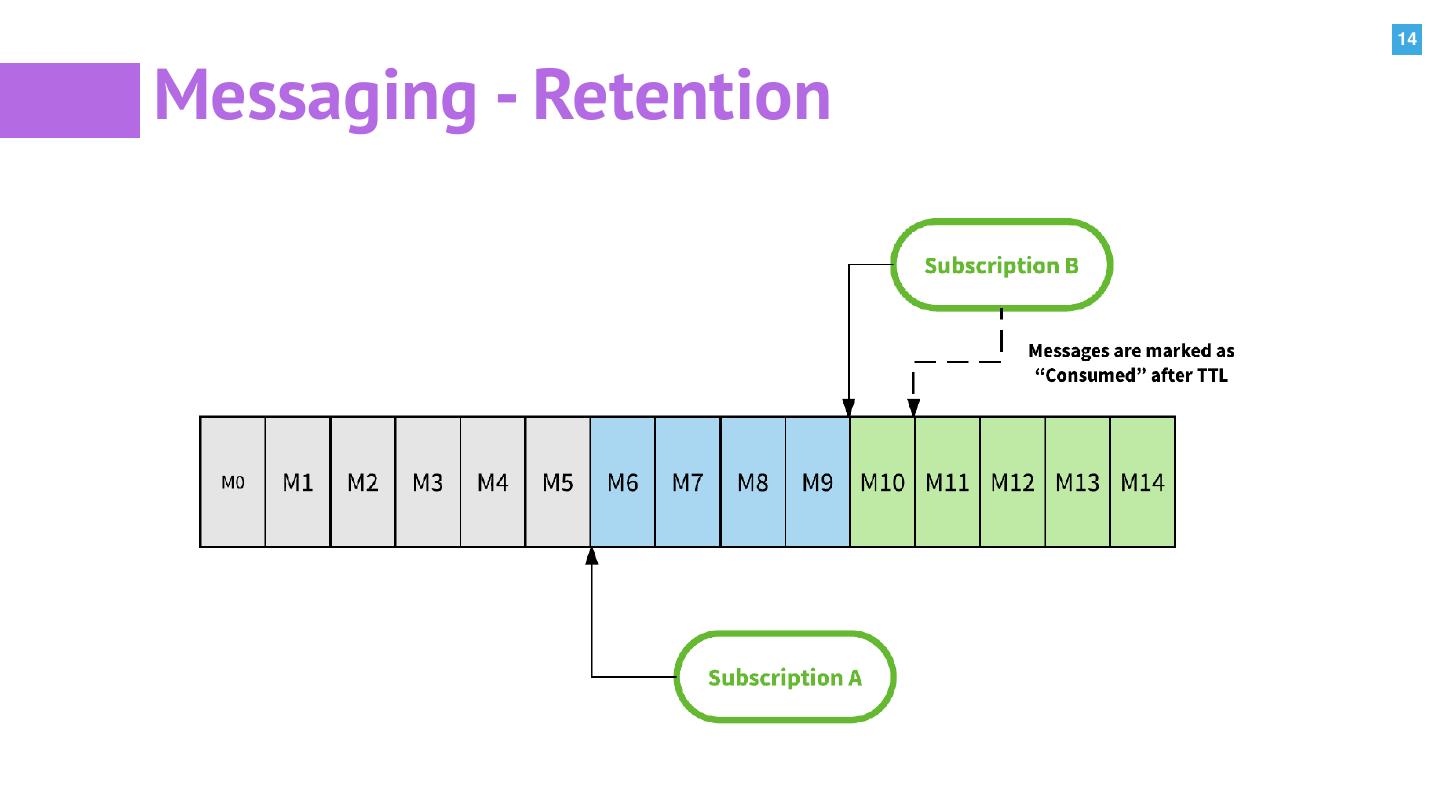 14
Messaging - Retention
Subscription B
Messages are marked as
“Consumed” after TTL
M0 M1 M2 M3 M4 M5 M6 M7 M8 M9 M10 M11 M12 M13 M14
Subscription A